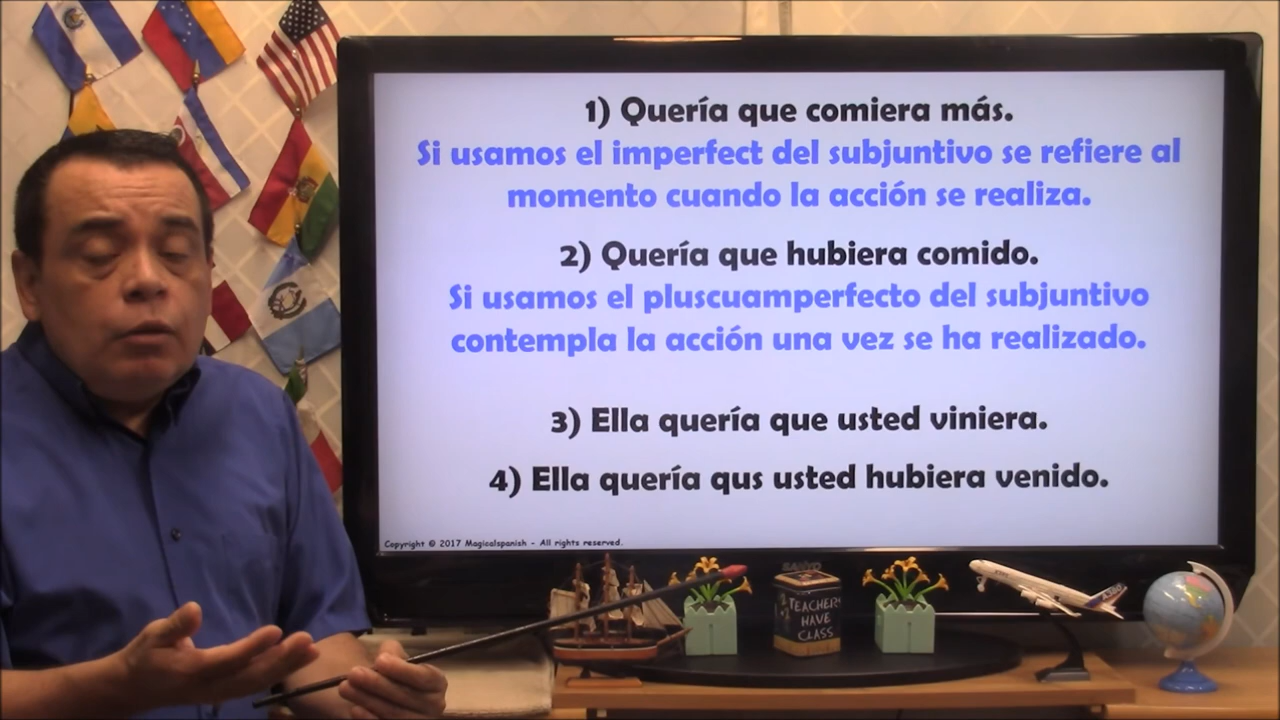 1) Quería que comiera más.
Si usamos el imperfect del subjuntivo se refiere al
momento cuando la acción se realiza.
2) Quería que hubiera comido.
Si usamos el pluscuamperfecto del subjuntivo
contempla la acción una vez se ha realizado.
3) Ella quería que usted viniera.
4) Ella quería qus usted hubiera venido.
Copyright © 2017 Magicalspanish - All rights reserved.
SANYO
TEACHERS
HAVE
CLASS